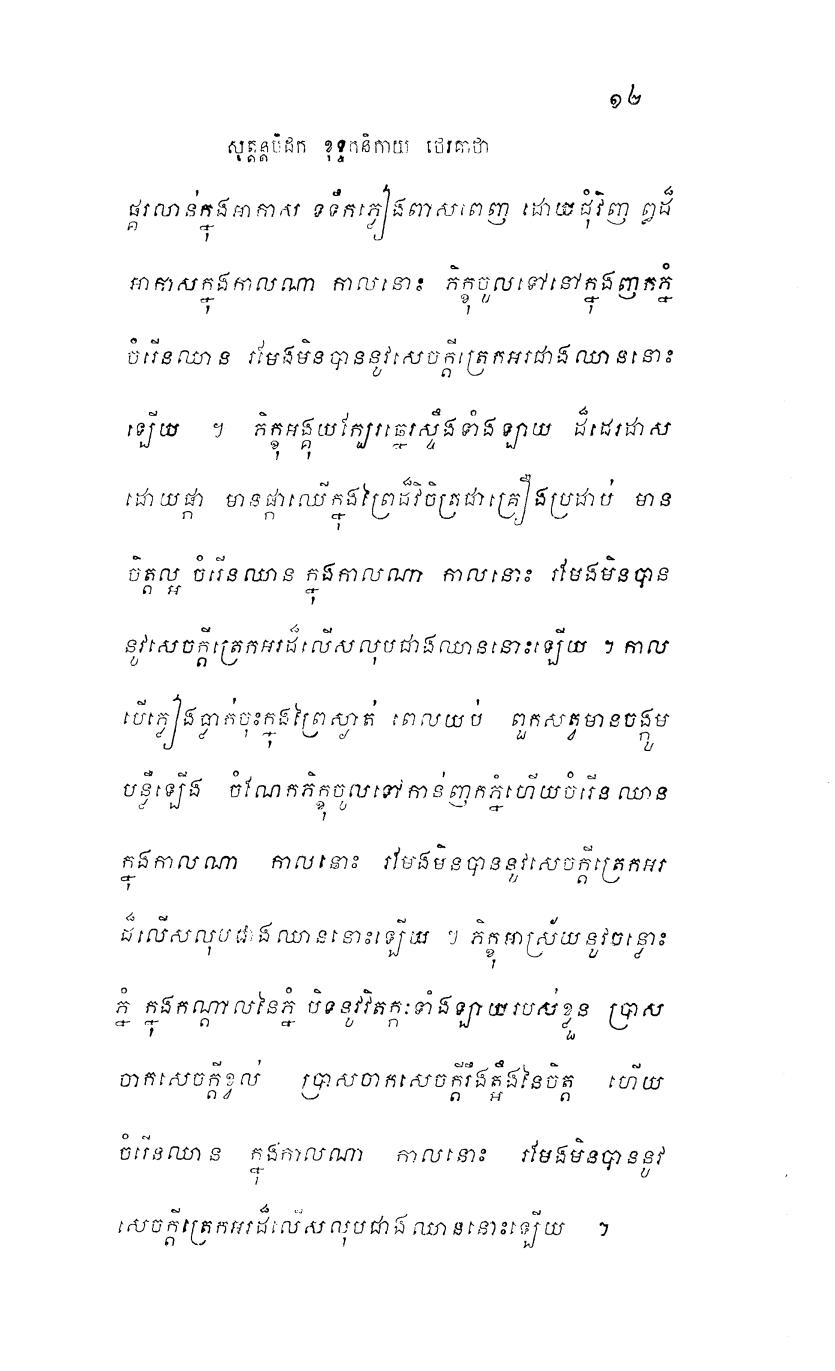 ១២
សុត្តន្តបិដក ខុទ្ទកនិកាយ ថេរគាថា
ផ្គរលាន់ក្នុងអាកាស ទទឹកភ្លៀងពាសពេញ ដោយជុំវិញ ឰដ៏
អាកាសក្នុងកាលណា កាលនោះ ភិក្ខុចូលទៅនៅក្នុងញកភ្នំ
ចំរើនឈាន រមែងមិនបាននូវសេចក្តីត្រេកអរជាងឈាននោះ
ឡើយ ។ ភិក្ខុអង្គុយក្បែរឆ្នេរស្ទឹងទាំងឡាយ ដ៏ដេរដាស
ដោយផ្កា មានផ្កាឈើក្នុងព្រៃដ៏វិចិត្រជាគ្រឿងប្រដាប់ មាន
ចិត្តល្អ ចំរើនឈាន ក្នុងកាលណា កាលនោះ រមែងមិនបាន
នូវសេចក្តីត្រេកអរដ៏លើសលុបជាងឈាននោះឡើយ ។ កាល
បើភ្លៀងធ្លាក់ចុះក្នុងព្រៃស្ងាត់ ពេលយប់ ពួកសត្វមានចង្កូម
បន្លឺឡើង ចំណែកភិក្ខុចូលទៅកាន់ញកភ្នំហើយចំរើនឈាន
ក្នុងកាលណា កាលនោះ រមែងមិនបាននូវសេចក្តីត្រេកអរ
ដ៏លើសលុបជាងឈាននោះឡើយ ។ ភិក្ខុអាស្រ័យនូវចន្លោះ
ភ្នំ ក្នុងកណ្តាលនៃភ្នំ បិទនូវវិតក្កៈទាំងឡាយរបស់ខ្លួន ប្រាស
ចាកសេចក្តីខ្វល់ ប្រាសចាកសេចក្តីរឹងត្អឹងនៃចិត្ត ហើយ
ចំរើនឈាន ក្នុងកាលណា កាលនោះ រមែងមិនបាននូវ
សេចក្តីត្រេកអរដ៏លើសលុបជាងឈាននោះឡើយ ។